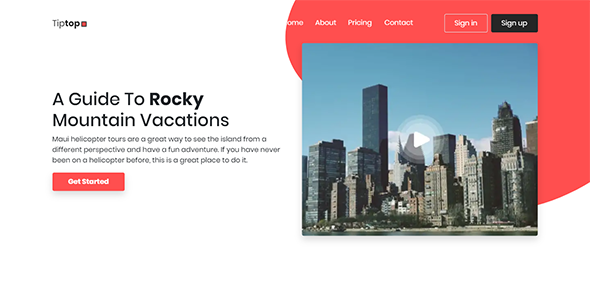 Tiptop
ome About Pricing Contact Sign in Sign up
A Guide To Rocky
Mountain Vacations
Maui helicopter tours are a great way to see the island from a
different perspective and have a fun adventure. If you have never
been on a helicopter before, this is a great place to do it.
Get Started